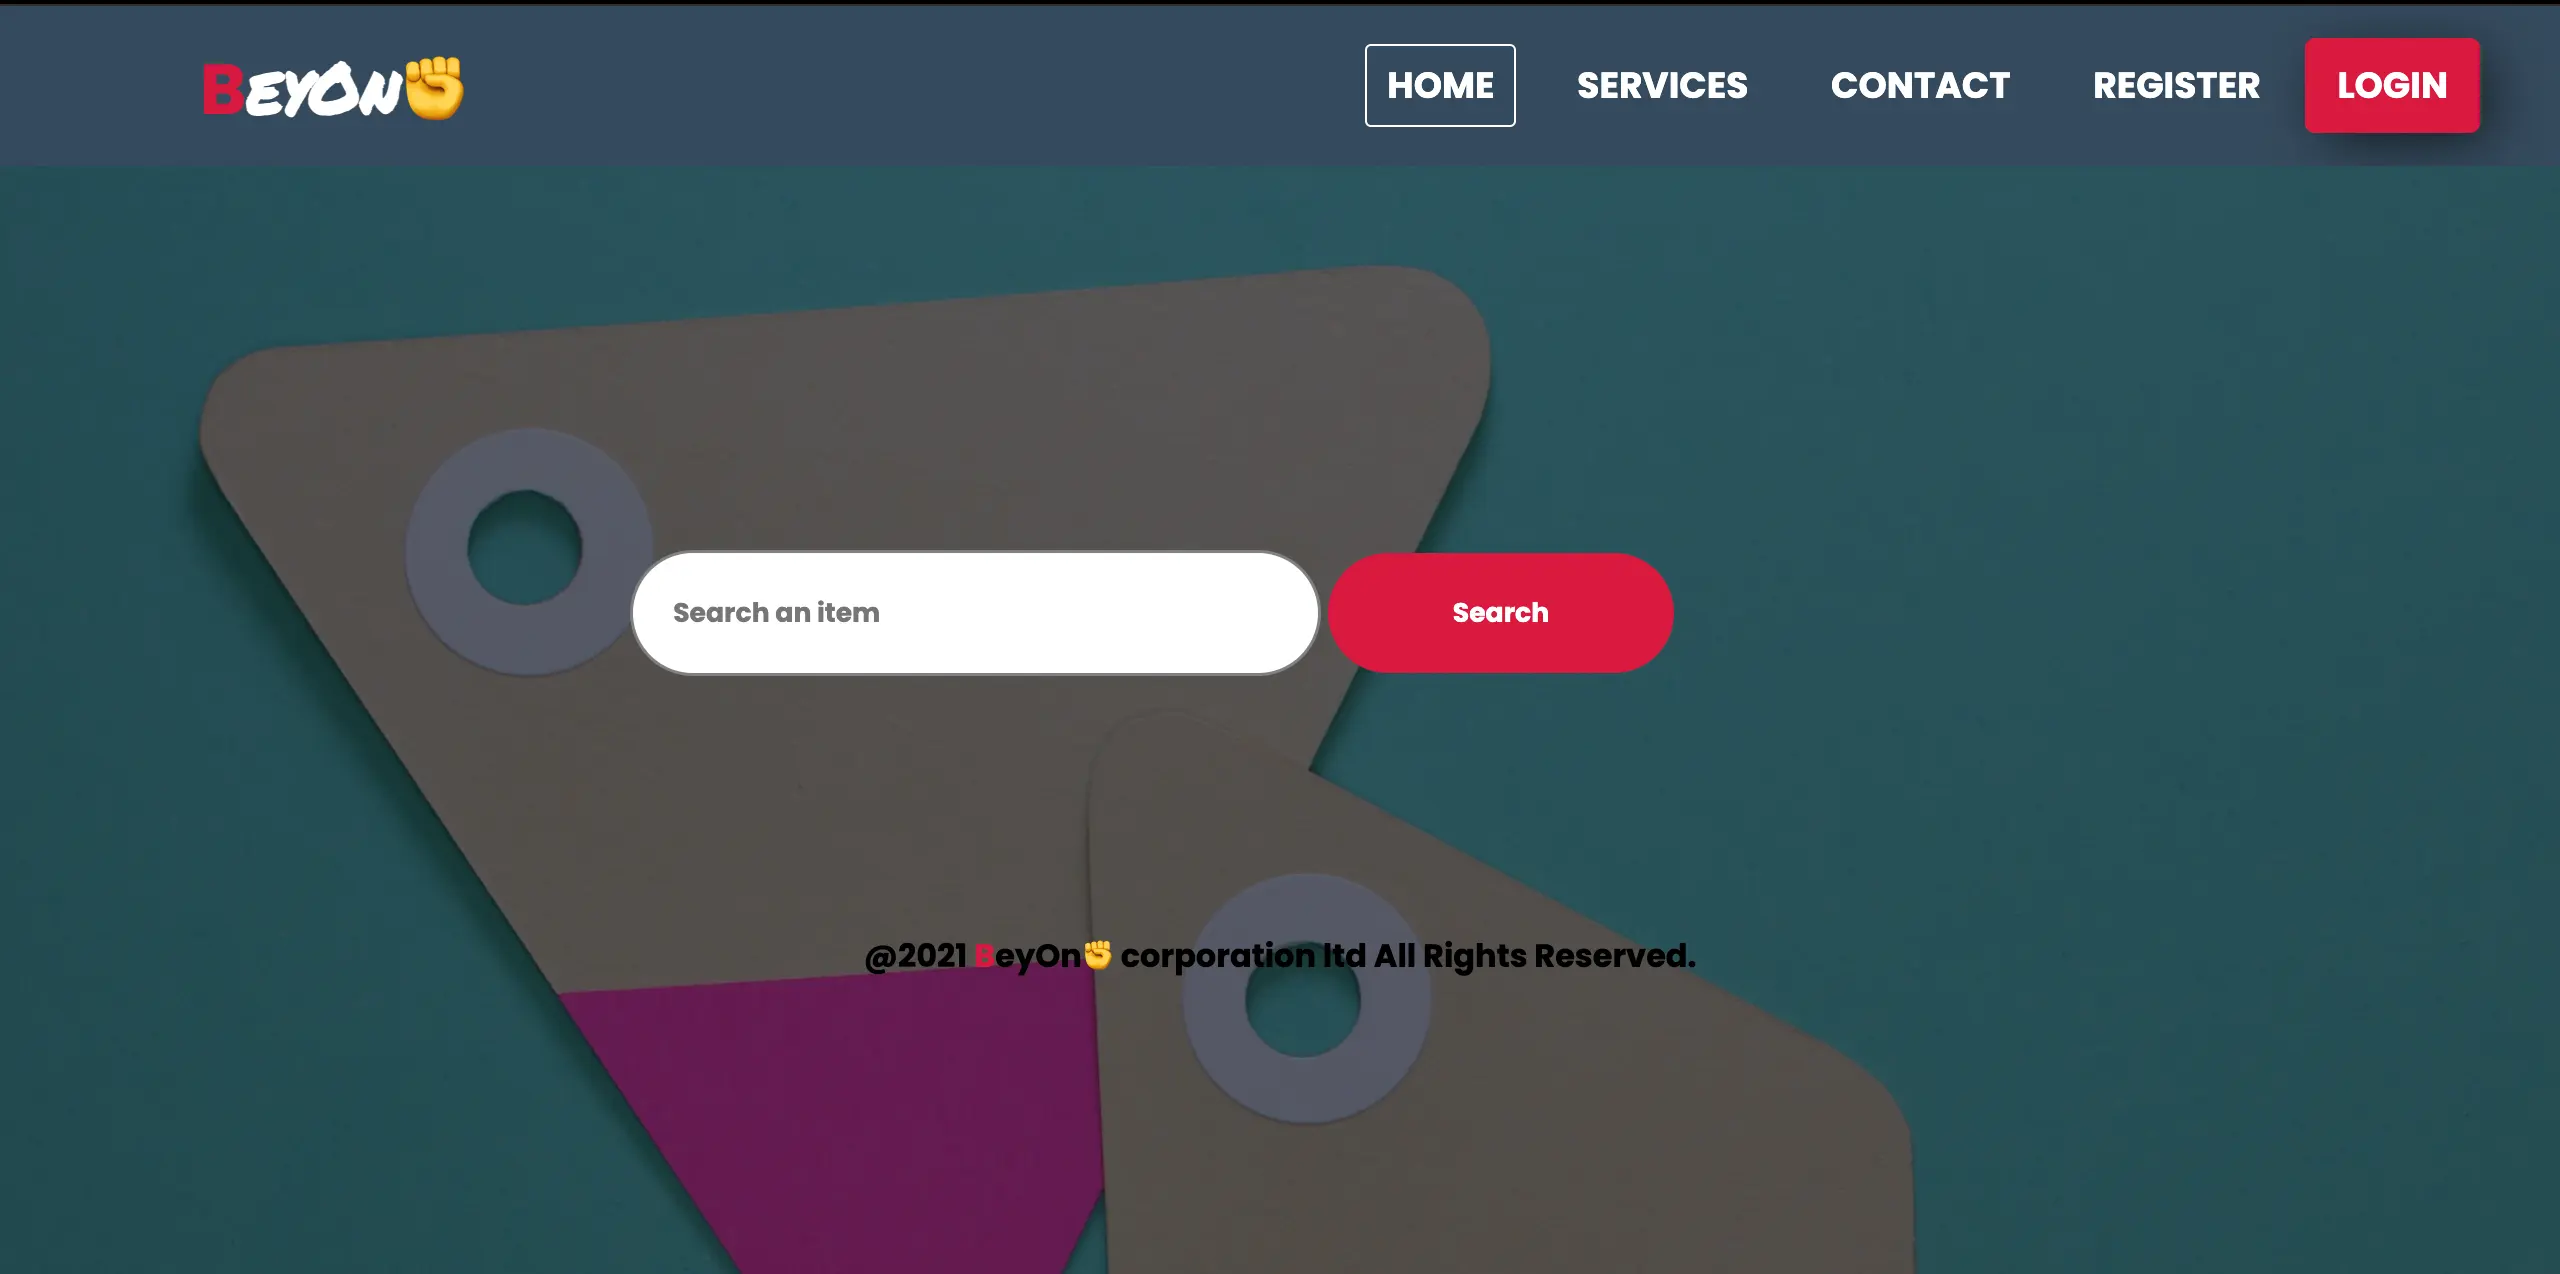 BEYON✊
HOME
SERVICES
CONTACT
REGISTER
LOGIN
Search an item
Search
@2021 BeyOn✊ corporation ltd All Rights Reserved.